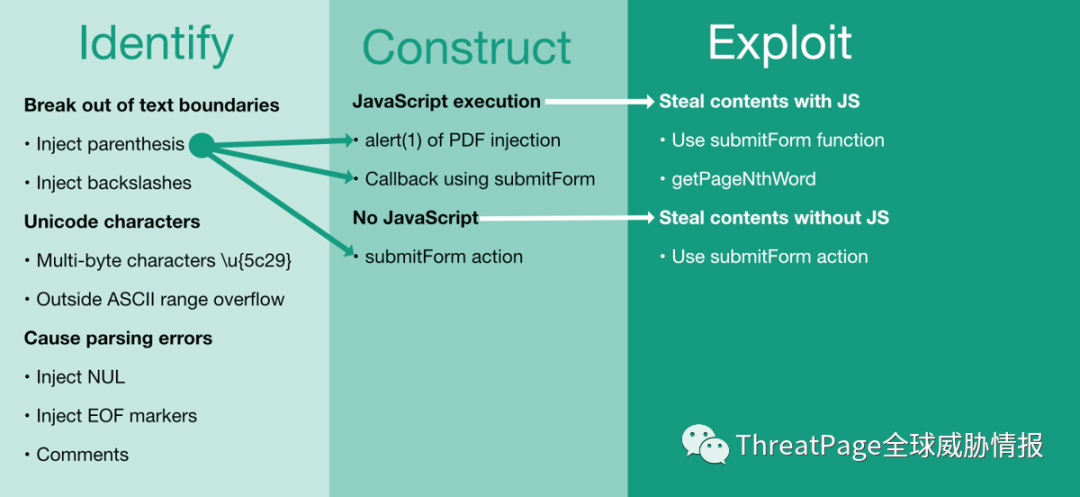 Identify
Break out of text boundaries
• Inject parenthesis
• Inject backslashes
Unicode characters
• Multi-byte characters \u{5c29}
• Outside ASCII range overflow
Cause parsing errors
• Inject NUL
• Inject EOF markers
• Comments
Construct
JavaScript execution
• alert(1) of PDF injection
• Callback using submitForm
No JavaScript
• submitForm action
Exploit
Steal contents with JS
• Use submitForm function
• getPageNthWord
Steal contents without JS
• Use submitForm action
ThreatPage全球威胁情报